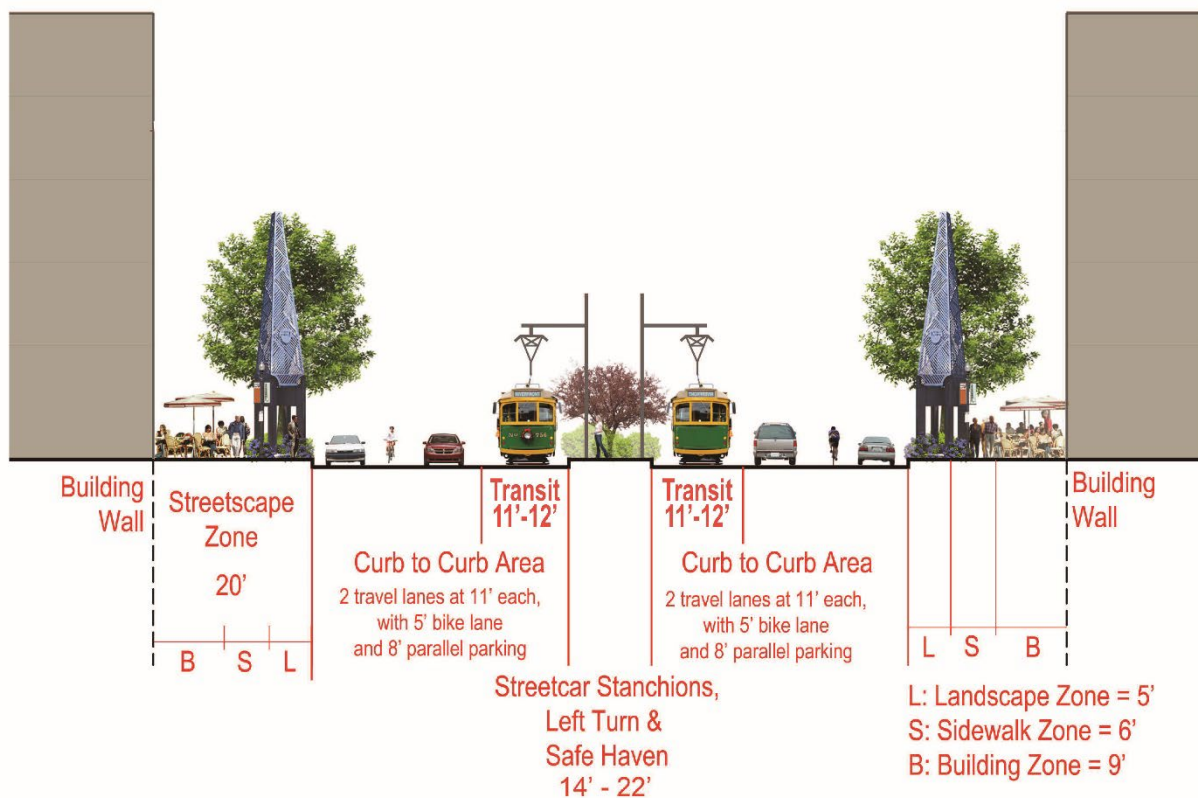 Building
Wall
Streetscape
Zone
20'
B
S
L
Transit
11'-12'
Curb to Curb Area
2 travel lanes at 11' each,
with 5' bike lane
and 8' parallel parking
Streetcar Stanchions,
Left Turn &
Safe Haven
14' - 22'
Transit
11'-12'
Curb to Curb Area
2 travel lanes at 11' each,
with 5' bike lane
and 8' parallel parking
L
S
B
Building
Wall
L: Landscape Zone = 5'
S: Sidewalk Zone = 6'
B: Building Zone = 9'